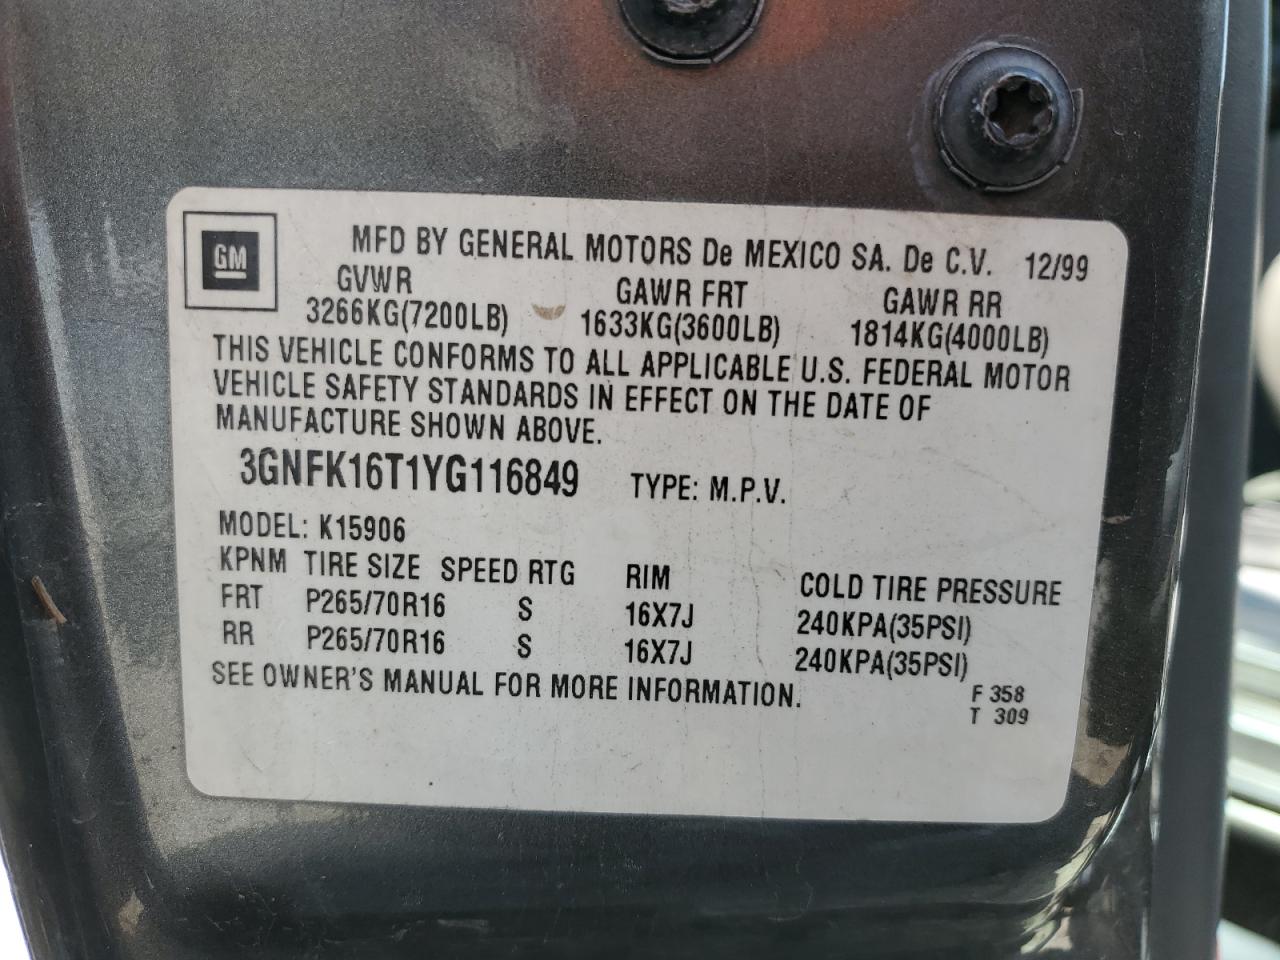 GM
MFD BY GENERAL MOTORS De MEXICO SA. De C.V. 12/99
GVWR GAWR FRT GAWR RR
3266KG(7200LB) 1633KG(3600LB) 1814KG(4000LB)
THIS VEHICLE CONFORMS TO ALL APPLICABLE U.S. FEDERAL MOTOR
VEHICLE SAFETY STANDARDS IN EFFECT ON THE DATE OF
MANUFACTURE SHOWN ABOVE.
3GNFK16T1YG116849 TYPE: M.P.V.
MODEL: K15906
KPNM TIRE SIZE SPEED RTG RIM COLD TIRE PRESSURE
FRT P265/70R16 S 16X7J 240KPA(35PSI)
RR P265/70R16 S 16X7J 240KPA(35PSI)
SEE OWNER'S MANUAL FOR MORE INFORMATION.
F 358
T 309